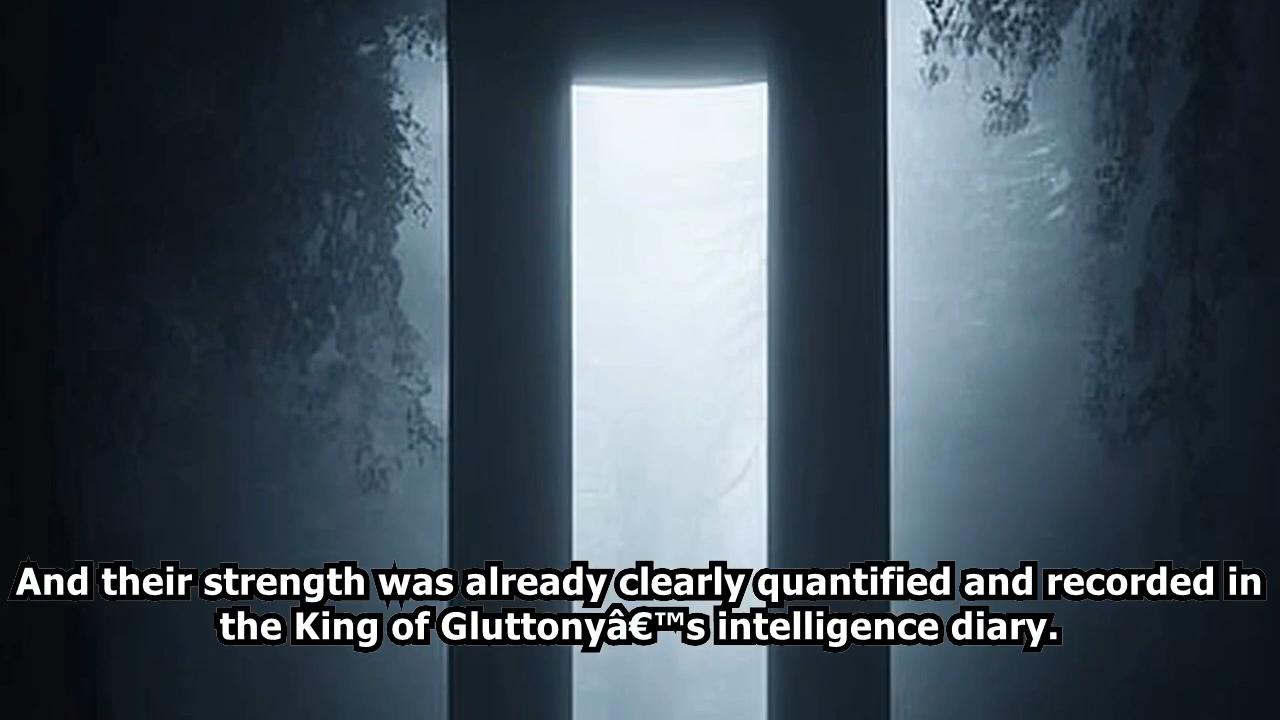 And their strength was already clearly quantified and recorded in
the King of Gluttonyâ€™s intelligence diary.